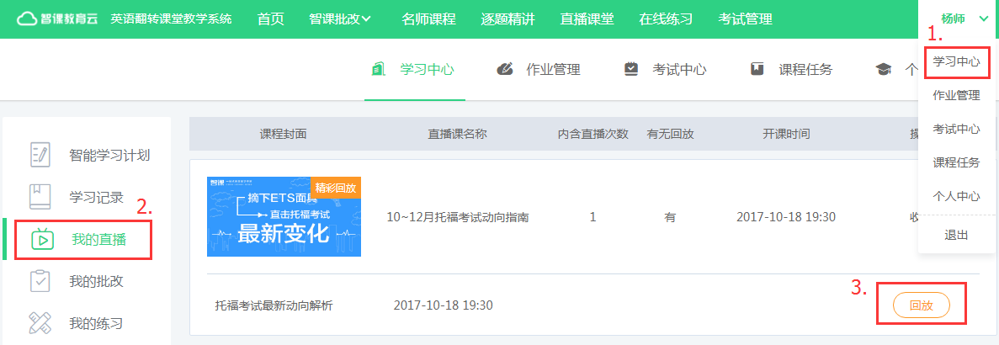 智课教育云 英语翻转课堂教学系统 首页 智课批改 名师课程 逐题精讲 直播课堂 在线练习 考试管理 杨师
1.
学习中心 作业管理 考试中心 课程任务 个
学习中心
作业管理
考试中心
课程任务
个人中心
退出
智能学习计划
学习记录
2.
我的直播
我的批改
我的练习
课程封面 直播课名称 内含直播次数 有无回放 开课时间 操
智课
精彩回放
摘下ETS面具
直击托福考试
最新变化
10~12月托福考试动向指南 1 有 2017-10-18 19:30 收
3.
托福考试最新动向解析 2017-10-18 19:30 回放